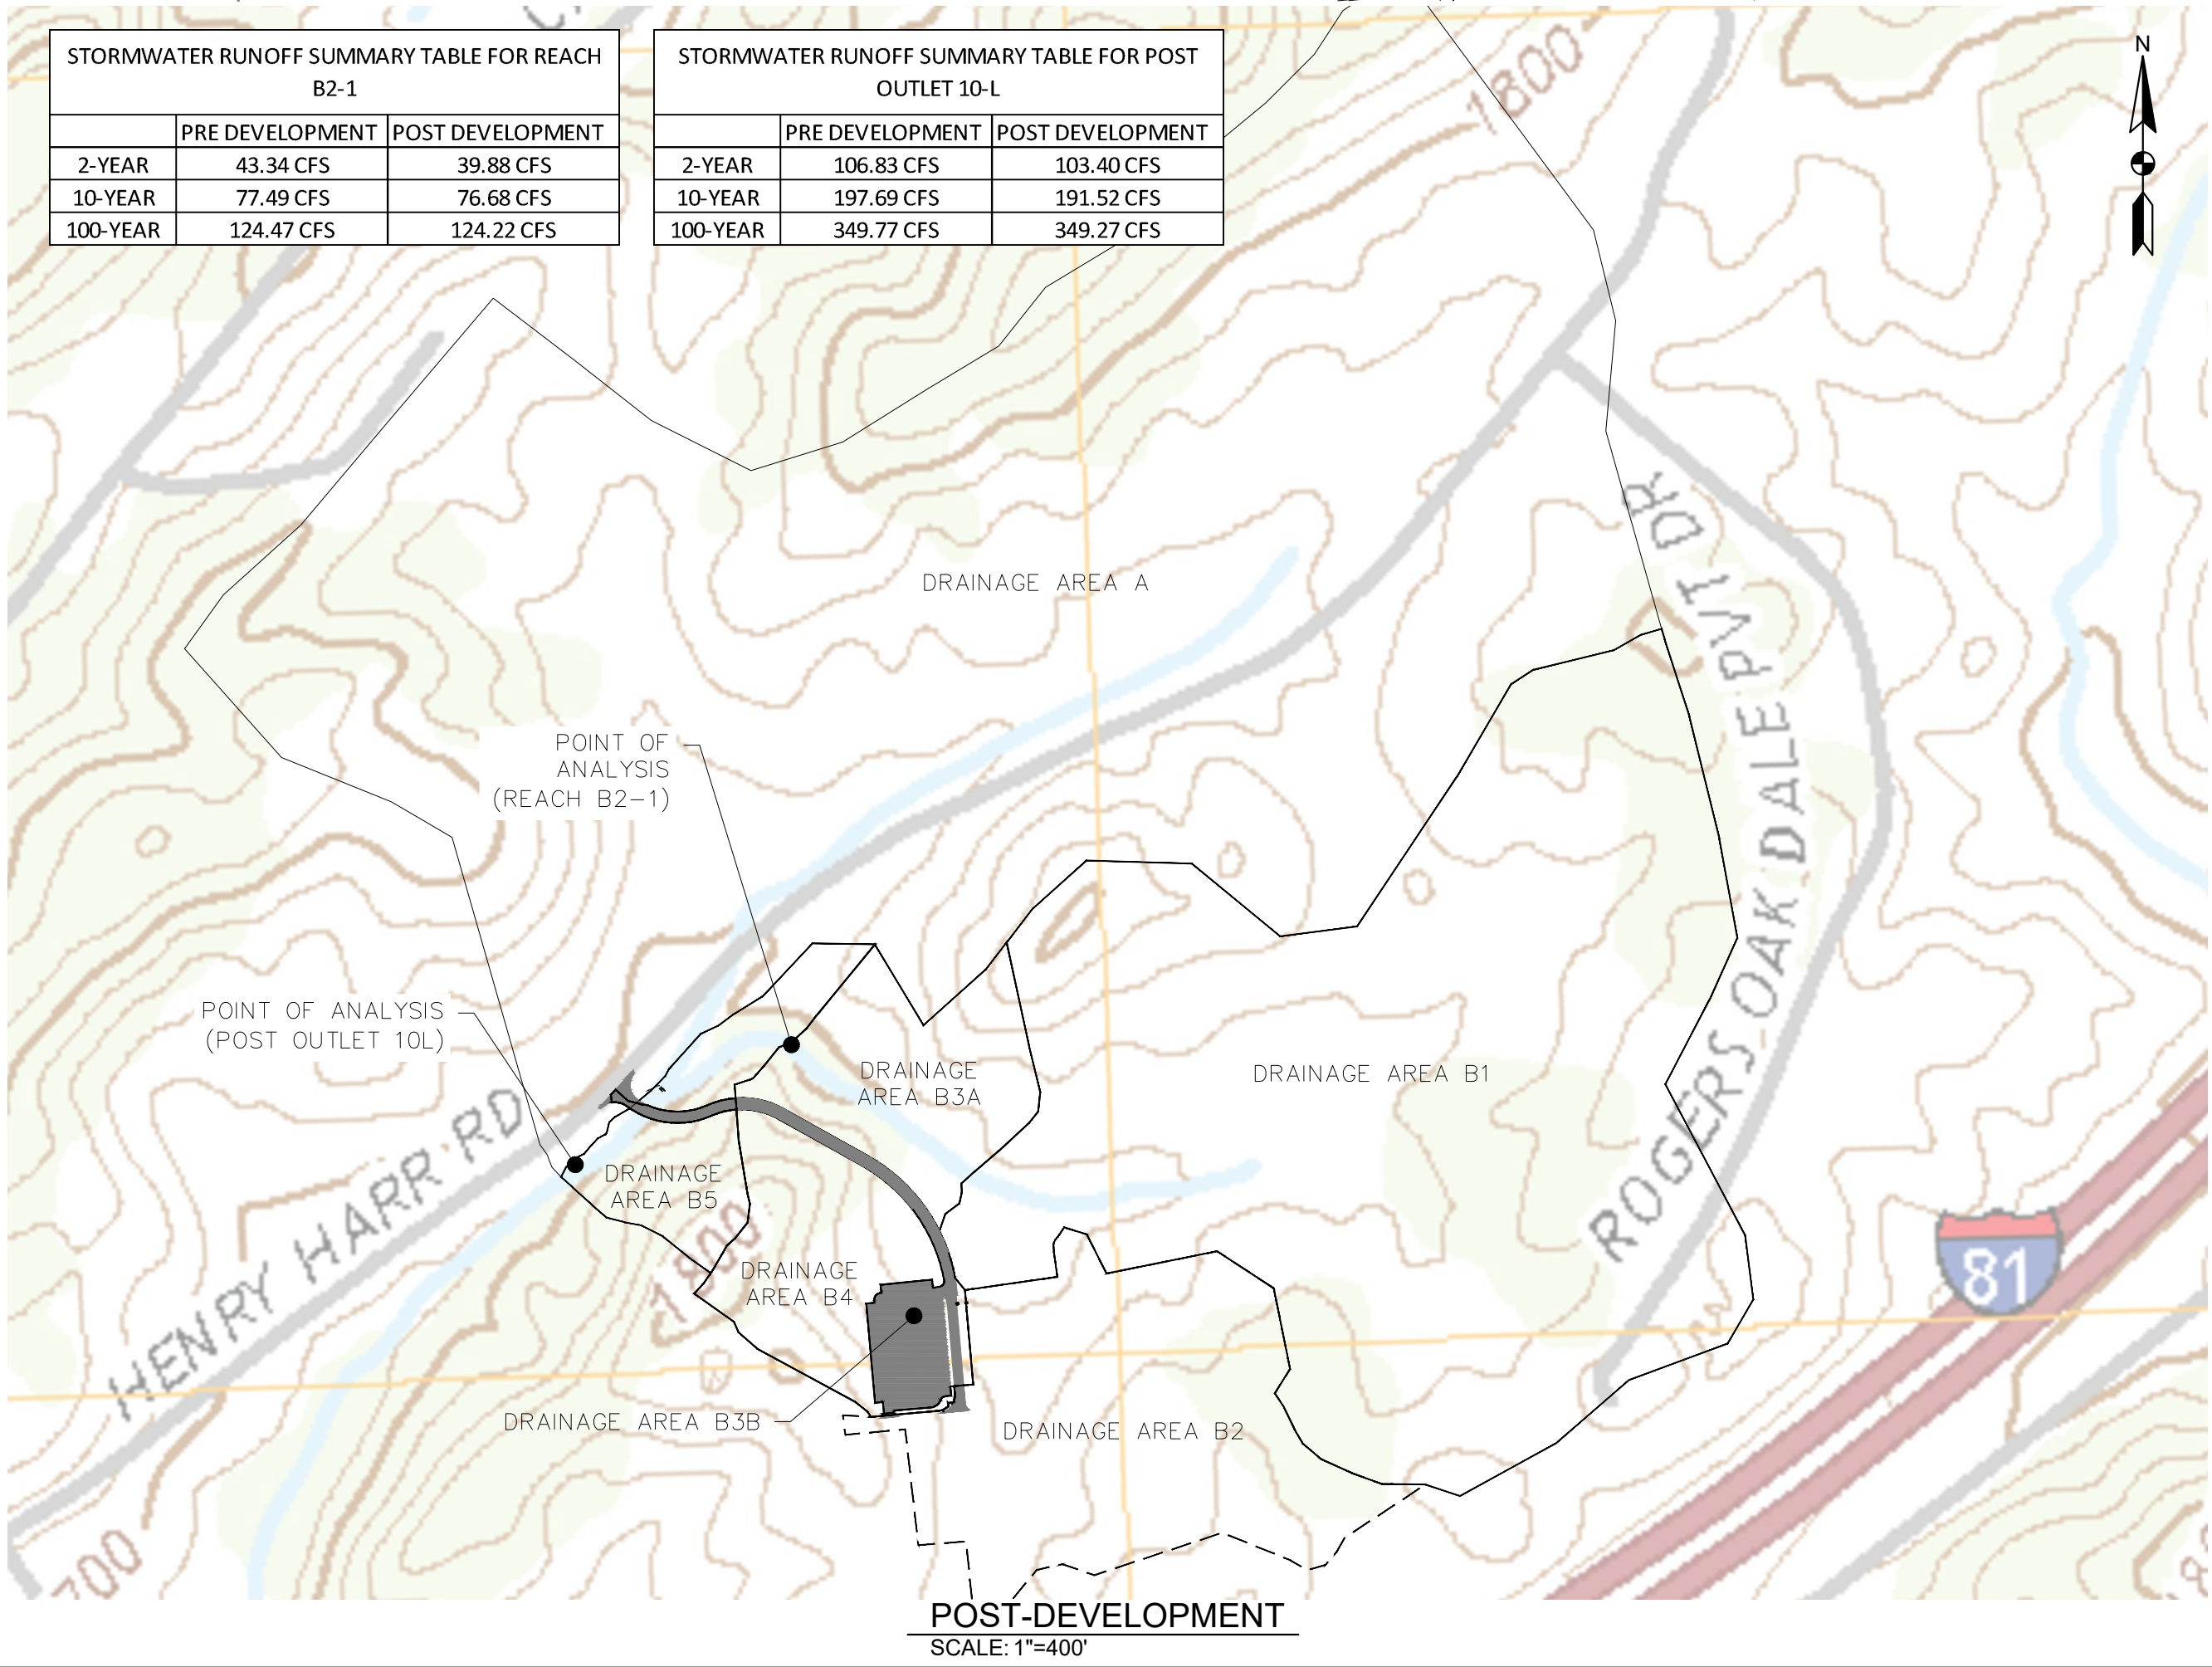 STORMWATER RUNOFF SUMMARY TABLE FOR REACH
B2-1
PRE DEVELOPMENT POST DEVELOPMENT
2-YEAR 43.34 CFS 39.88 CFS
10-YEAR 77.49 CFS 76.68 CFS
100-YEAR 124.47 CFS 124.22 CFS
STORMWATER RUNOFF SUMMARY TABLE FOR POST
OUTLET 10-L
PRE DEVELOPMENT POST DEVELOPMENT
2-YEAR 106.83 CFS 103.40 CFS
10-YEAR 197.69 CFS 191.52 CFS
100-YEAR 349.77 CFS 349.27 CFS
N
1800
DRAINAGE AREA A
ROGERS OAKDALE PVT DR
POINT OF
ANALYSIS
(REACH B2-1)
POINT OF ANALYSIS
(POST OUTLET 10L)
DRAINAGE
AREA B3A
DRAINAGE AREA B1
HENRY HARR RD
DRAINAGE
AREA B5
1800
DRAINAGE
AREA B4
81
DRAINAGE AREA B3B
DRAINAGE AREA B2
700
POST-DEVELOPMENT
SCALE: 1"=400'